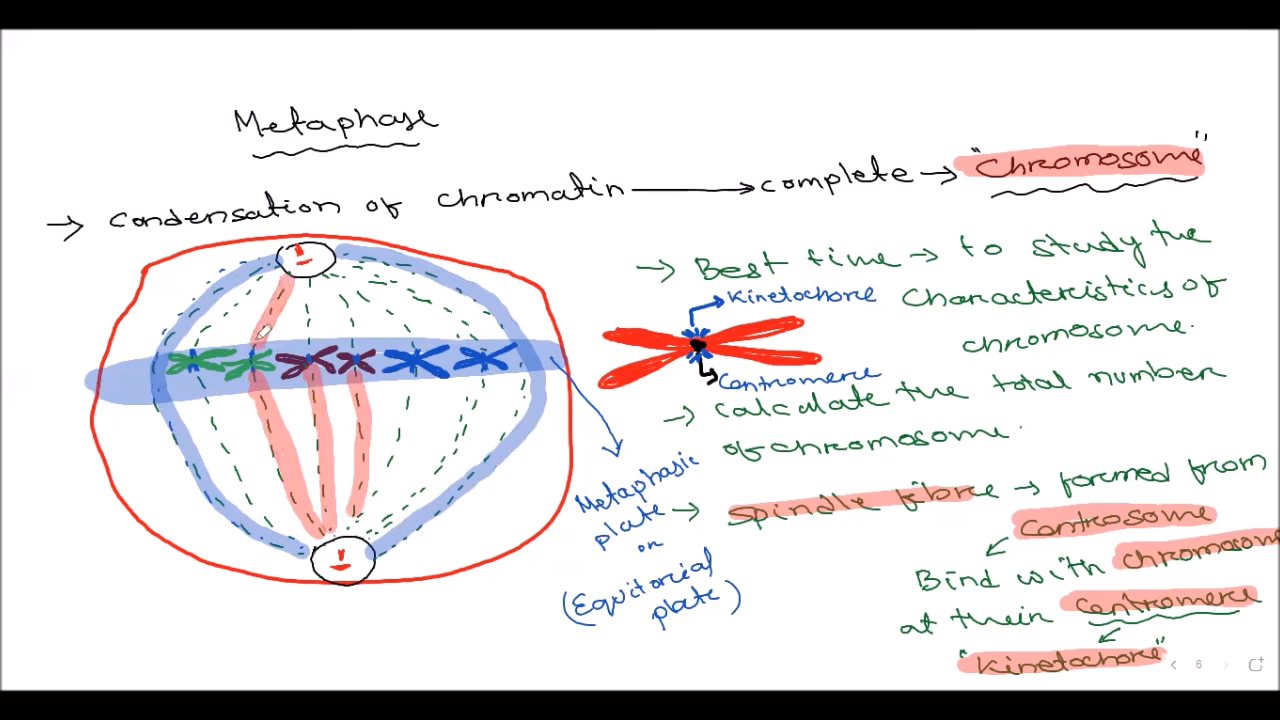 Metaphase
→ Condensation of chromatin → complete → "Chromosome"
→ Best time → to study the
characteristics of
chromosome.
Kinetochore
Centromere
→ Calculate the total number
of chromosome.
Metaphasic
plate
or
(Equitorial
plate)
→ Spindle fibre → formed from
Centrosome
Bind with chromosome
at their centromere
"Kinetochore"
6